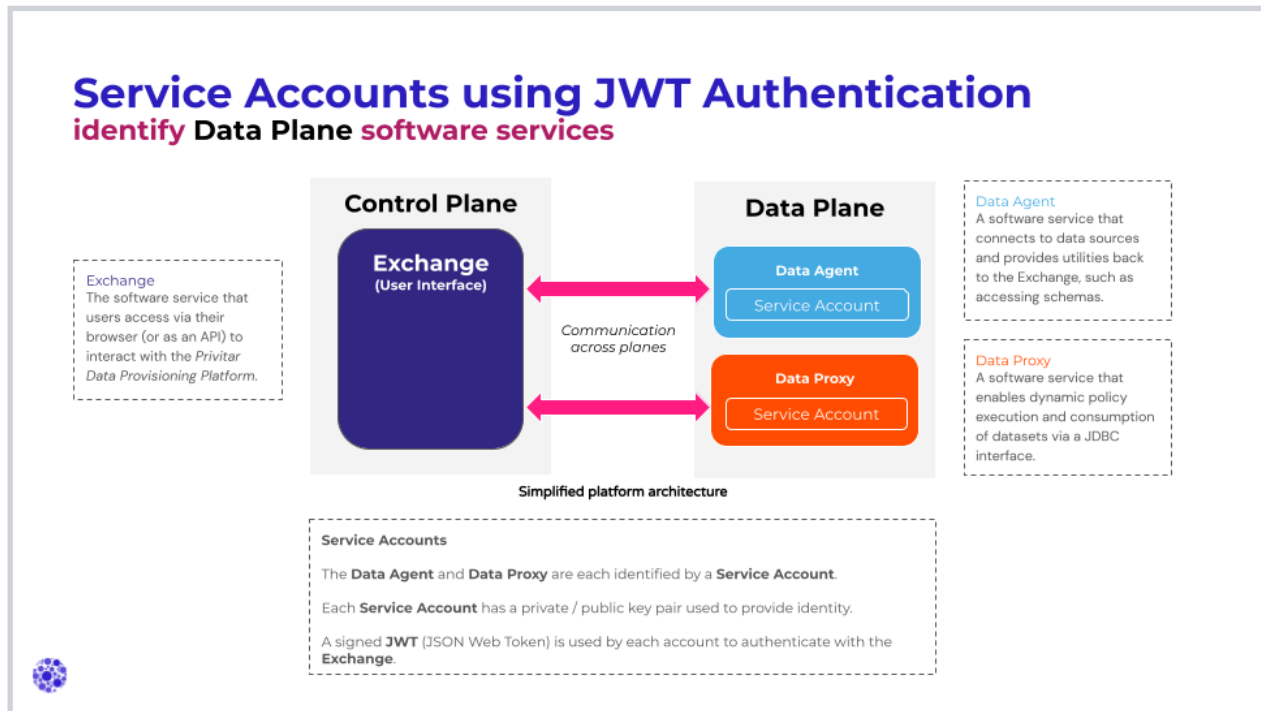 Service Accounts using JWT Authentication
identify Data Plane software services
Exchange
The software service that
users access via their
browser (or as an API) to
interact with the Privitar
Data Provisioning Platform.
Control Plane
Exchange
(User Interface)
Communication
across planes
Data Plane
Data Agent
Service Account
Data Proxy
Service Account
Data Agent
A software service that
connects to data sources
and provides utilities back
to the Exchange, such as
accessing schemas.
Data Proxy
A software service that
enables dynamic policy
execution and consumption
of datasets via a JDBC
interface.
Simplified platform architecture
Service Accounts
The Data Agent and Data Proxy are each identified by a Service Account.
Each Service Account has a private / public key pair used to provide identity.
A signed JWT (JSON Web Token) is used by each account to authenticate with the
Exchange.